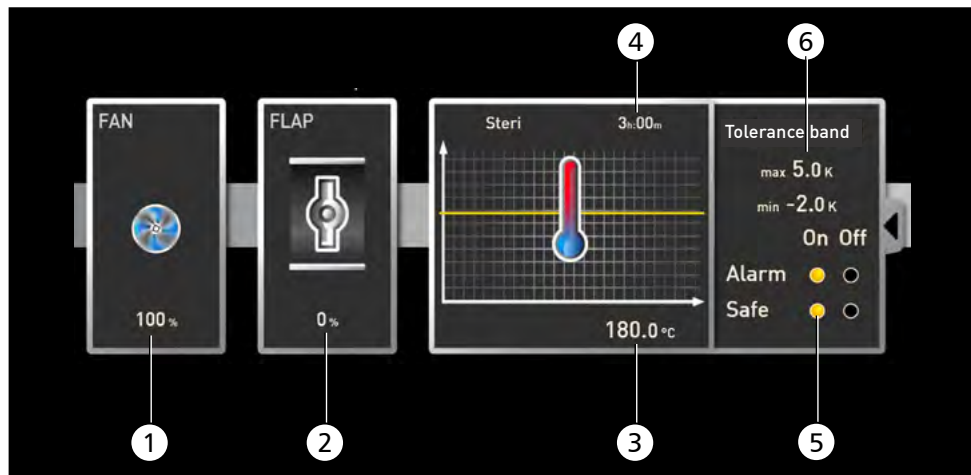 4
6
FAN
FLAP
Steri 3h:00m
Tolerance band
max 5.0 K
min -2.0 K
On Off
Alarm
Safe
100 %
0 %
180.0 °C
1
2
3
5